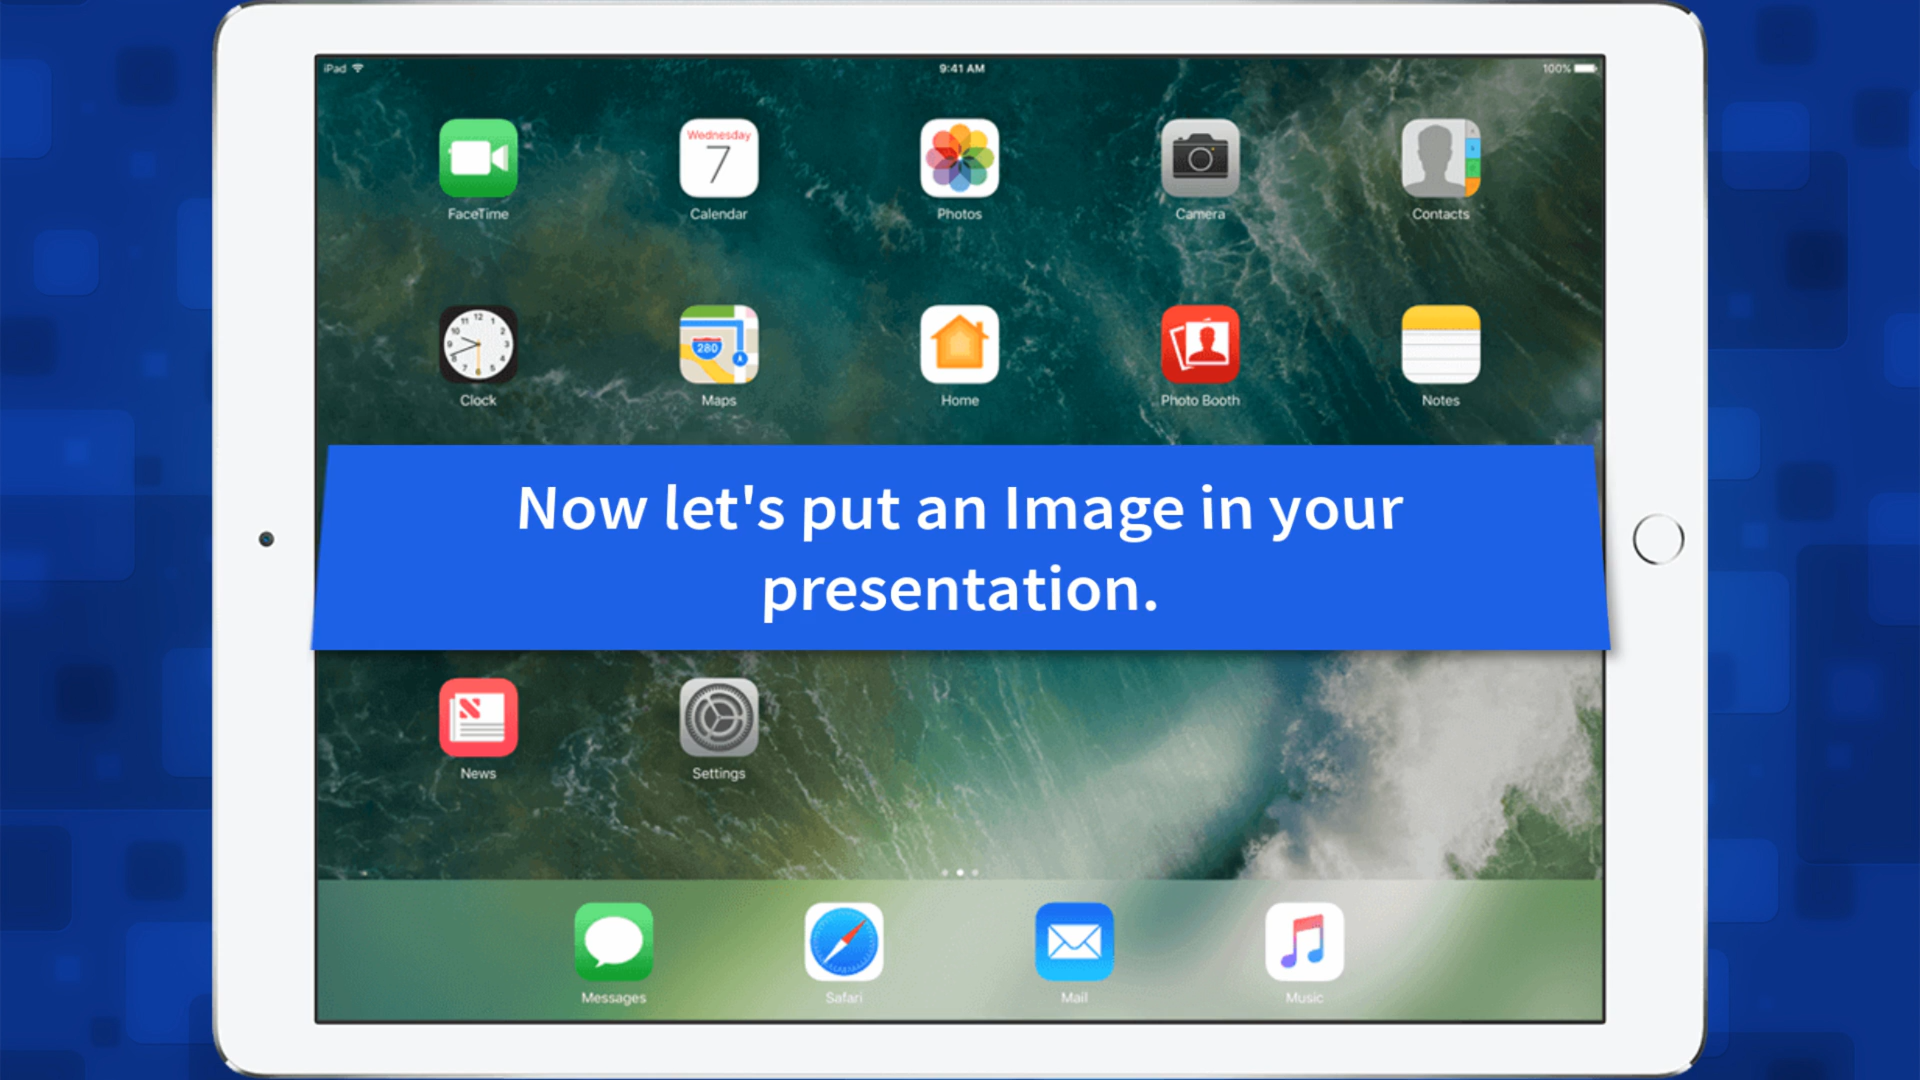 iPad 9:41 AM 100%
Wednesday
7
FaceTime Calendar Photos Camera Contacts
280
Clock Maps Home Photo Booth Notes
Now let's put an Image in your
presentation.
News Settings
Messages Safari Mail Music